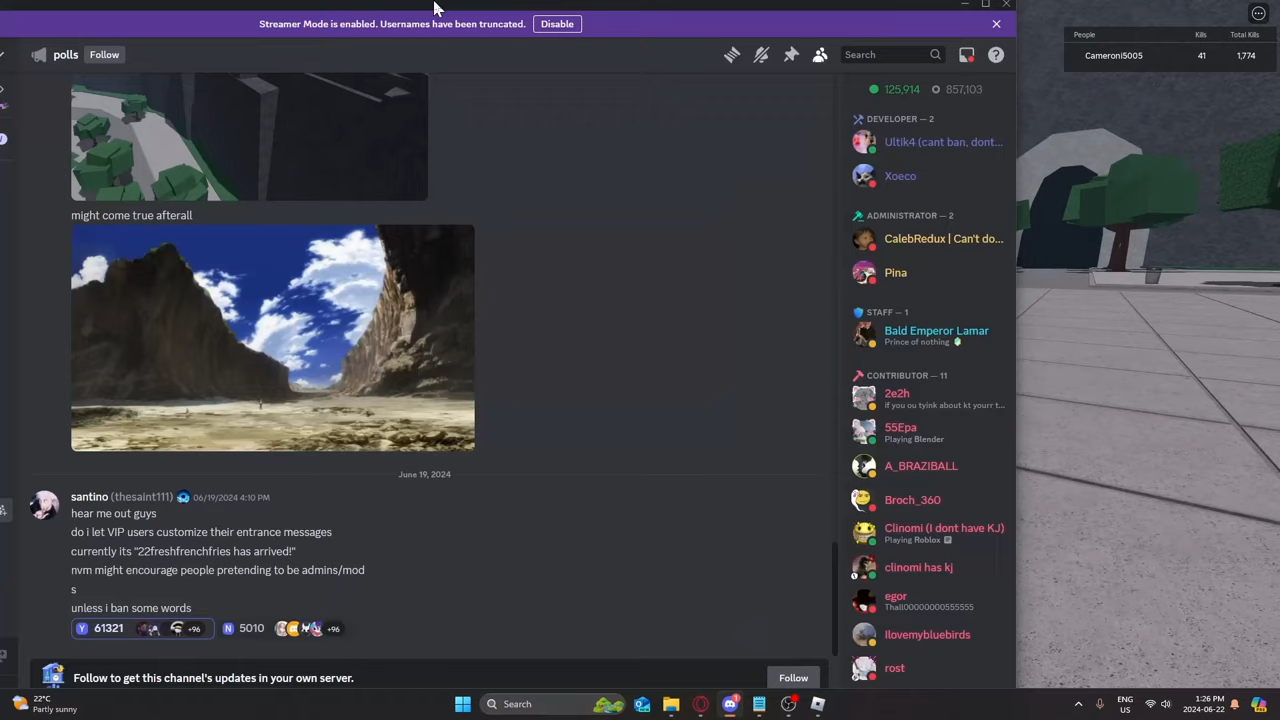 Streamer Mode is enabled. Usernames have been truncated.
Disable
polls
Follow
Search
People
Kills
Total Kills
Cameroni5005
41
1,774
125,914
857,103
might come true afterall
DEVELOPER — 2
Ultik4 (cant ban, dont...
Xoeco
ADMINISTRATOR — 2
CalebRedux | Can't do...
Pina
STAFF — 1
Bald Emperor Lamar
Prince of nothing
CONTRIBUTOR — 11
2e2h
if you ou tyink about kt yourr t...
55Epa
Playing Blender
A_BRAZIBALL
Broch_360
Clinomi (I dont have KJ)
Playing Roblox
clinomi has kj
egor
Thall00000000555555
Ilovemybluebirds
rost
June 19, 2024
santino (thesaint111) 06/19/2024 4:10 PM
hear me out guys
do i let VIP users customize their entrance messages
currently its "22freshfrenchfries has arrived!"
nvm might encourage people pretending to be admins/mod
s
unless i ban some words
Y 61321 +96 N 5010 +96
Follow to get this channel's updates in your own server.
Follow
22°C
Partly sunny
Search
1
ENG
US
1:26 PM
2024-06-22